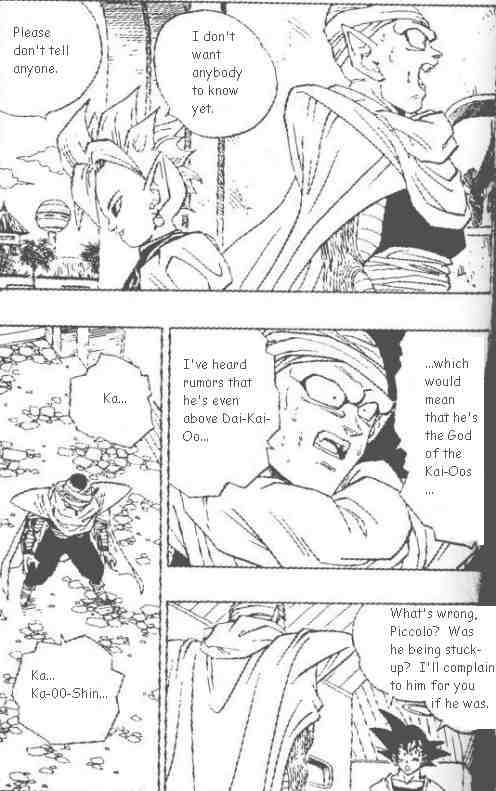 Please
don't tell
anyone.
I don't
want
anybody
to know
yet.
Ka...
Ka...
Ka-OO-Shin...
I've heard
rumors that
he's even
above Dai-Kai-
Oo...
...which
would
mean
that he's
the God
of the
Kai-Oos
...
What's wrong,
Piccolo? Was
he being stuck-
up? I'll complain
to him for you
if he was.